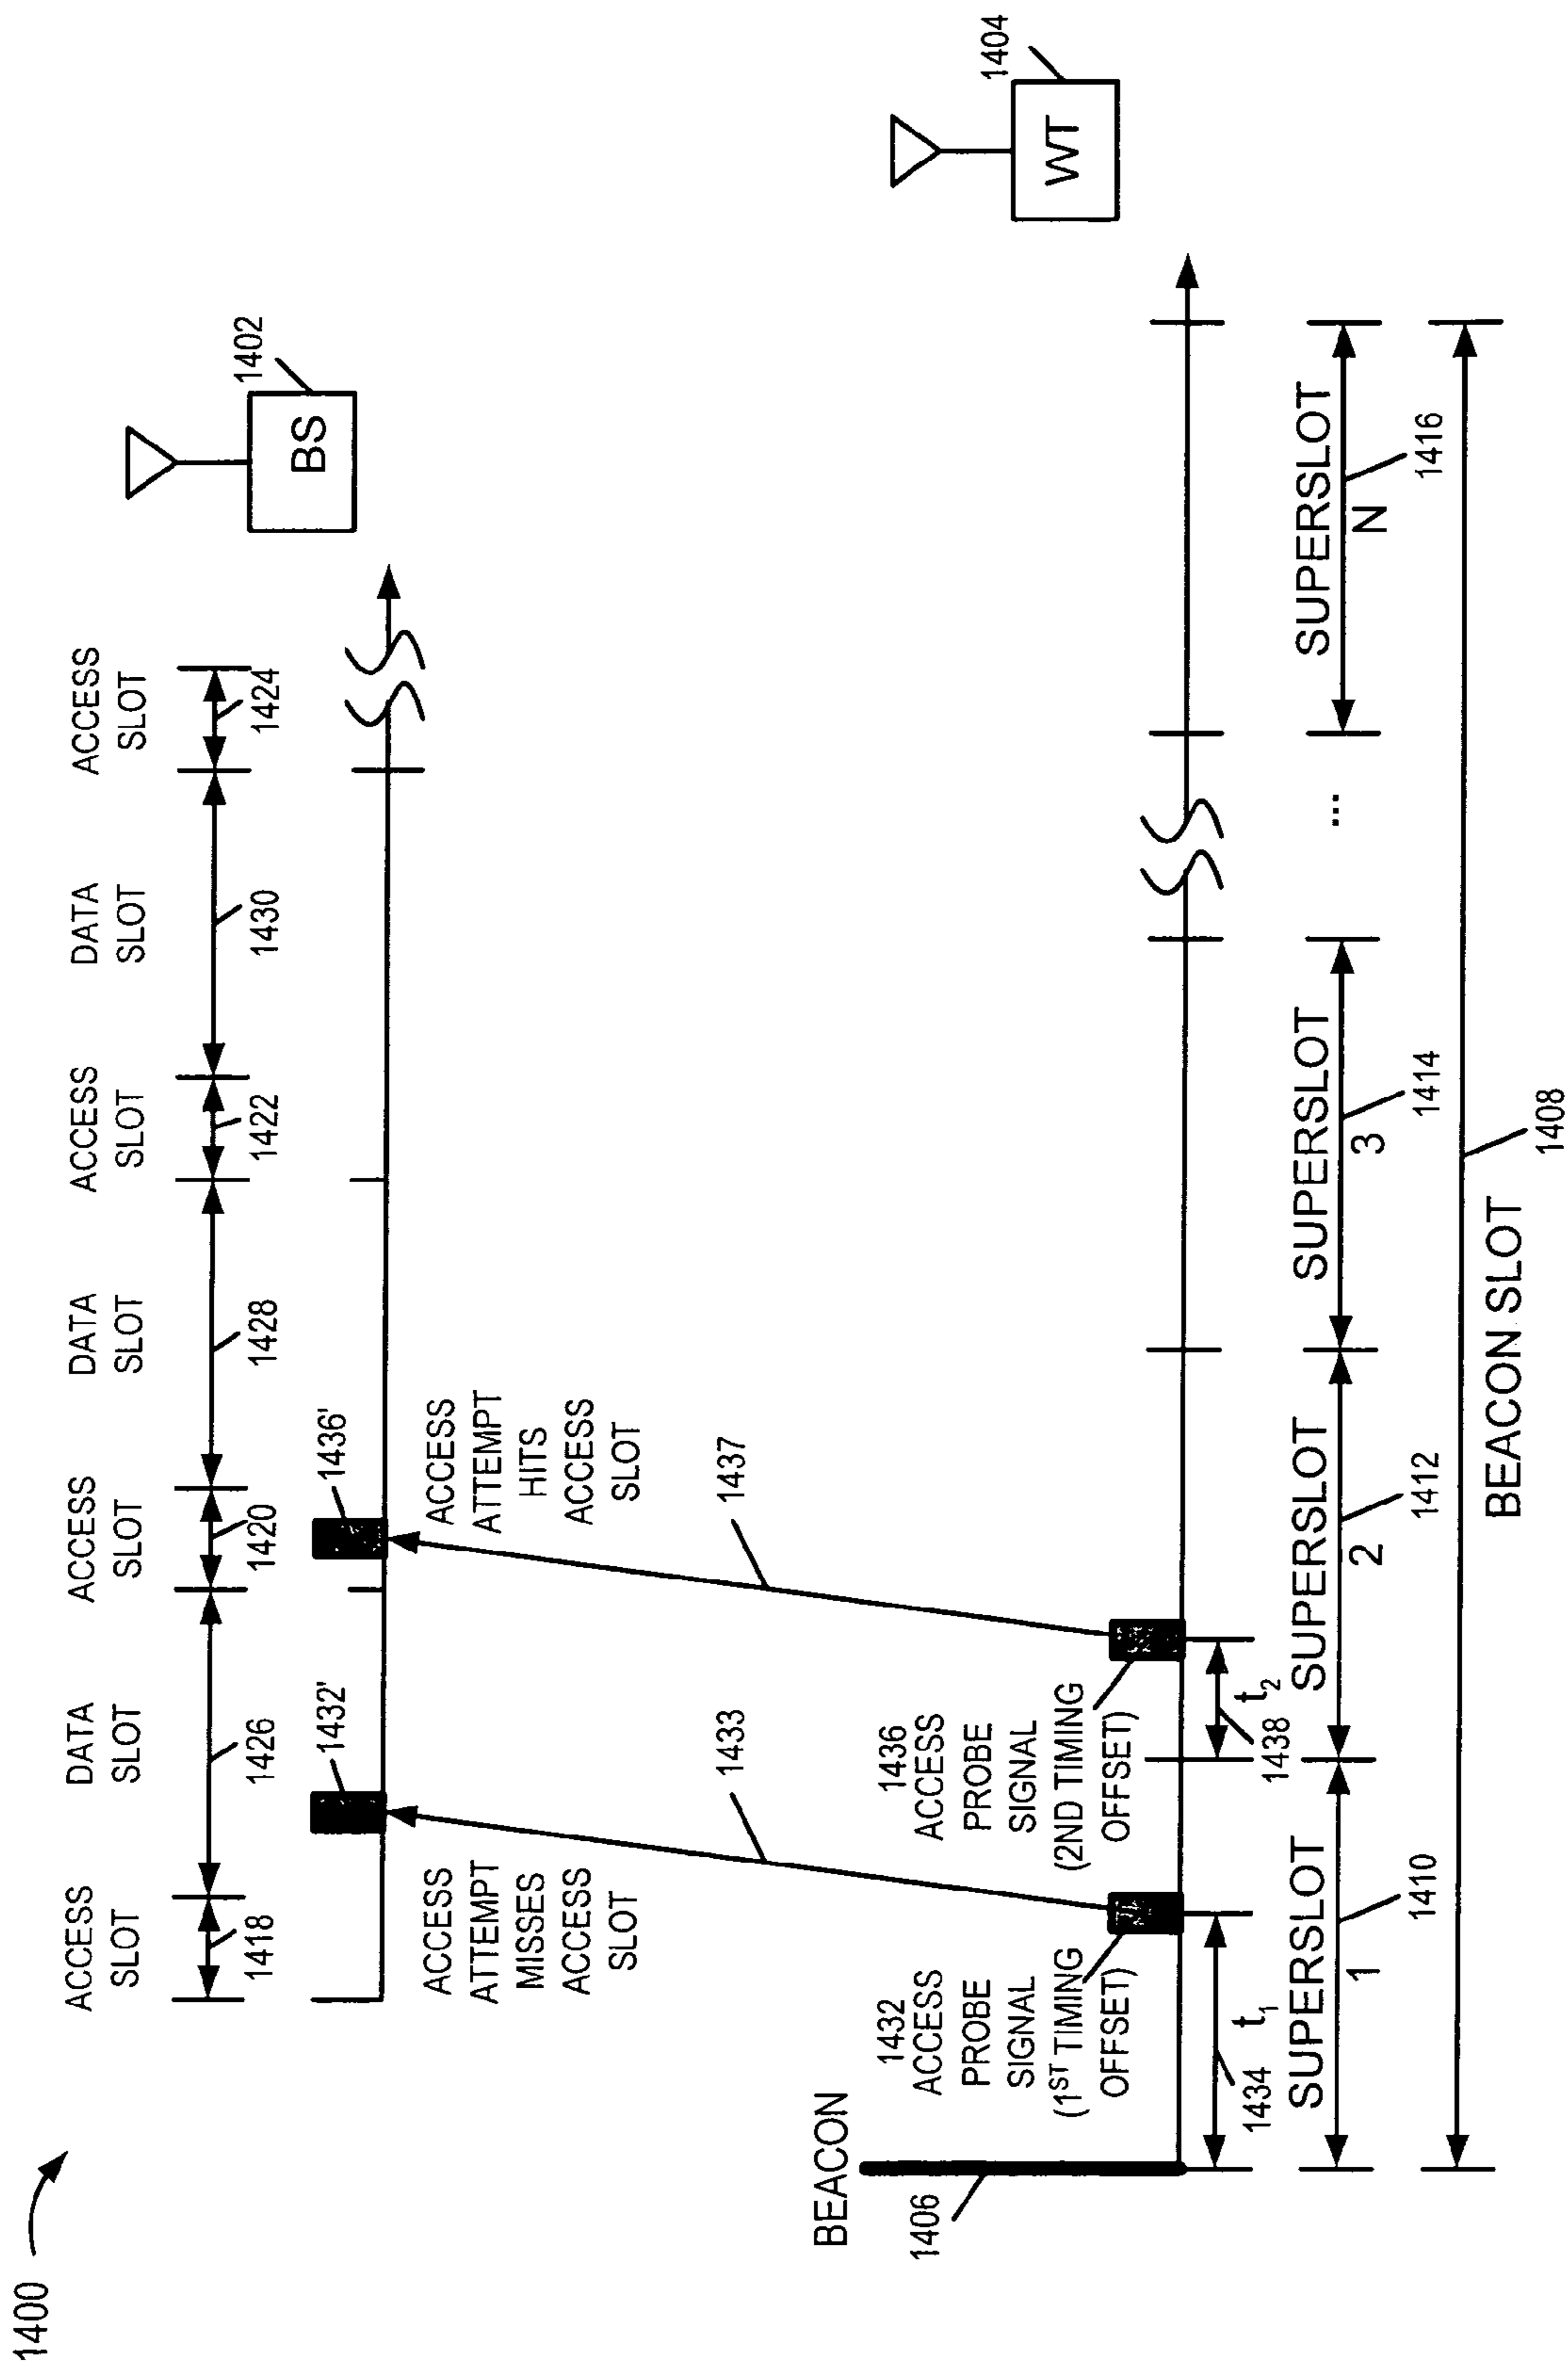 1400
ACCESS
SLOT
1418
DATA
SLOT
1426
ACCESS
SLOT
1420
DATA
SLOT
1428
ACCESS
SLOT
1422
DATA
SLOT
1430
ACCESS
SLOT
1424
BS
1402
1432'
1436'
ACCESS
ATTEMPT
MISSES
ACCESS
SLOT
ACCESS
ATTEMPT
HITS
ACCESS
SLOT
1433
1437
BEACON
1406
1432
ACCESS
PROBE
SIGNAL
(1ST TIMING
OFFSET)
1436
ACCESS
PROBE
SIGNAL
(2ND TIMING
OFFSET)
WT
1404
1434
t1
1438
t2
SUPERSLOT
1
1410
SUPERSLOT
2
1412
SUPERSLOT
3
1414
...
SUPERSLOT
N
1416
BEACON SLOT
1408